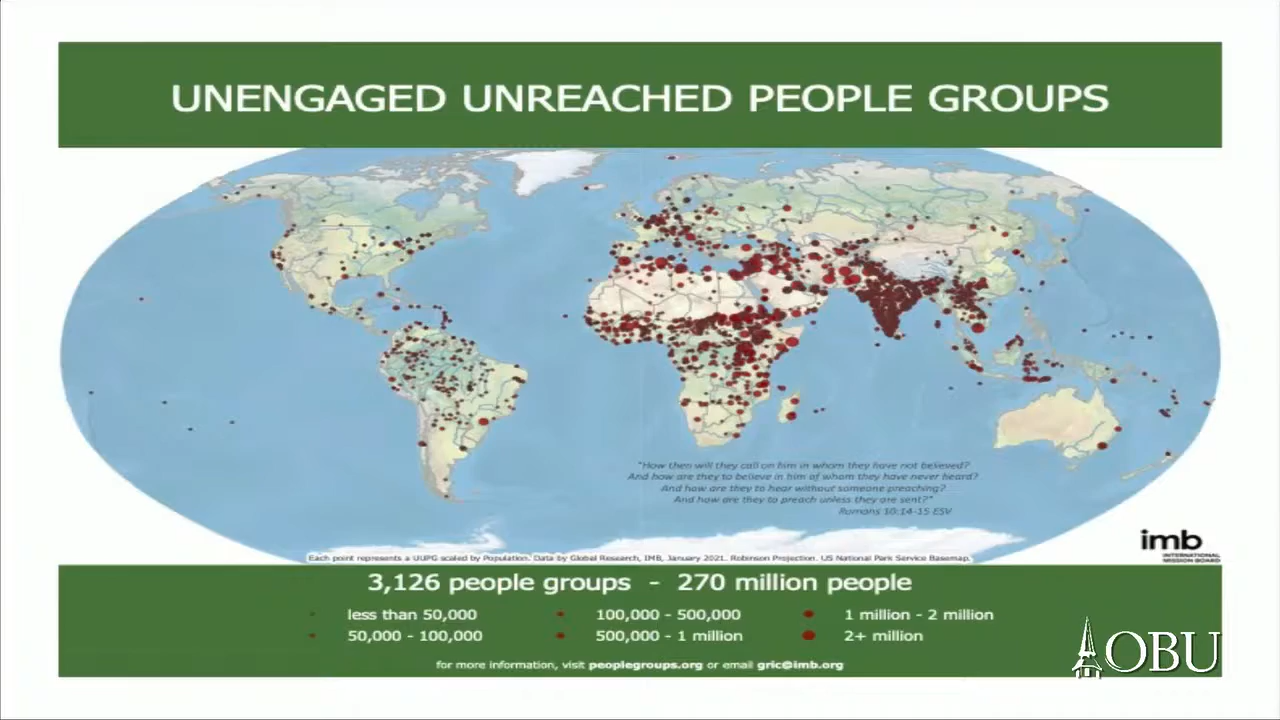 UNENGAGED UNREACHED PEOPLE GROUPS
"How then will they call on him in whom they have not believed?
And how are they to believe in him of whom they have never heard?
And how are they to hear without someone preaching?
And how are they to preach unless they are sent?"
Romans 10:14-15 ESV
imb
INTERNATIONAL
MISSION BOARD
Each point represents a UUPG scaled by Population. Data by Global Research, IMB, January 2021. Robinson Projection. US National Park Service Basemap.
3,126 people groups - 270 million people
less than 50,000 100,000 - 500,000 1 million - 2 million
50,000 - 100,000 500,000 - 1 million 2+ million
for more information, visit peoplegroups.org or email gric@imb.org
OBU